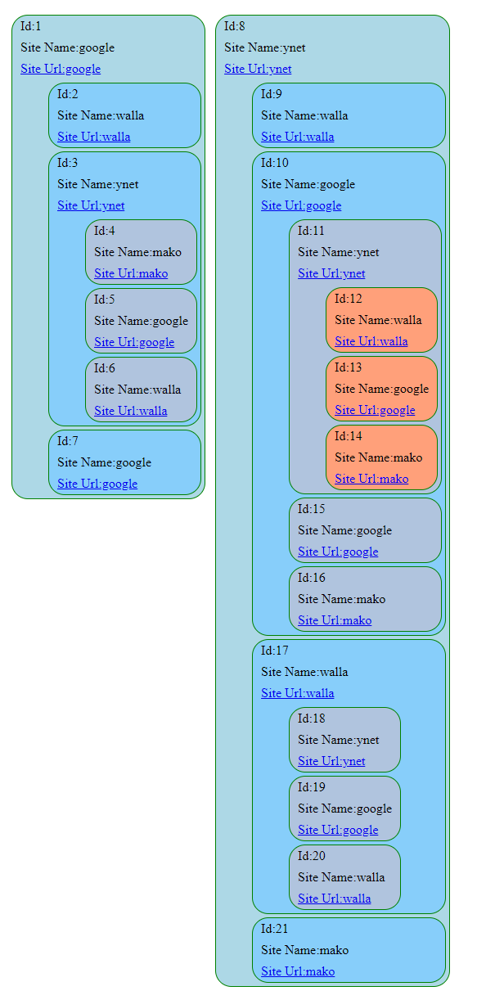 Id:1
Site Name:google
Site Url:google
Id:2
Site Name:walla
Site Url:walla
Id:3
Site Name:ynet
Site Url:ynet
Id:4
Site Name:mako
Site Url:mako
Id:5
Site Name:google
Site Url:google
Id:6
Site Name:walla
Site Url:walla
Id:7
Site Name:google
Site Url:google
Id:8
Site Name:ynet
Site Url:ynet
Id:9
Site Name:walla
Site Url:walla
Id:10
Site Name:google
Site Url:google
Id:11
Site Name:ynet
Site Url:ynet
Id:12
Site Name:walla
Site Url:walla
Id:13
Site Name:google
Site Url:google
Id:14
Site Name:mako
Site Url:mako
Id:15
Site Name:google
Site Url:google
Id:16
Site Name:mako
Site Url:mako
Id:17
Site Name:walla
Site Url:walla
Id:18
Site Name:ynet
Site Url:ynet
Id:19
Site Name:google
Site Url:google
Id:20
Site Name:walla
Site Url:walla
Id:21
Site Name:mako
Site Url:mako